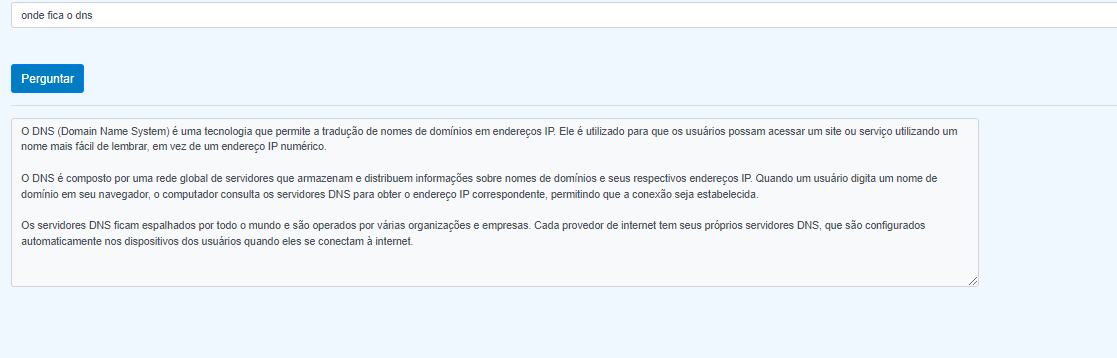 onde fica o dns
Perguntar
O DNS (Domain Name System) é uma tecnologia que permite a tradução de nomes de domínios em endereços IP. Ele é utilizado para que os usuários possam acessar um site ou serviço utilizando um
nome mais fácil de lembrar, em vez de um endereço IP numérico.
O DNS é composto por uma rede global de servidores que armazenam e distribuem informações sobre nomes de domínios e seus respectivos endereços IP. Quando um usuário digita um nome de
domínio em seu navegador, o computador consulta os servidores DNS para obter o endereço IP correspondente, permitindo que a conexão seja estabelecida.
Os servidores DNS ficam espalhados por todo o mundo e são operados por várias organizações e empresas. Cada provedor de internet tem seus próprios servidores DNS, que são configurados
automaticamente nos dispositivos dos usuários quando eles se conectam à internet.